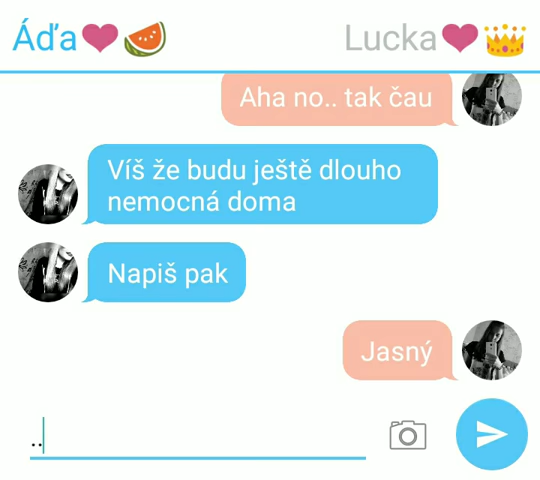 Áďa❤🍉
Lucka❤👑
Aha no.. tak čau
Víš že budu ještě dlouho
nemocná doma
Napiš pak
Jasný
..